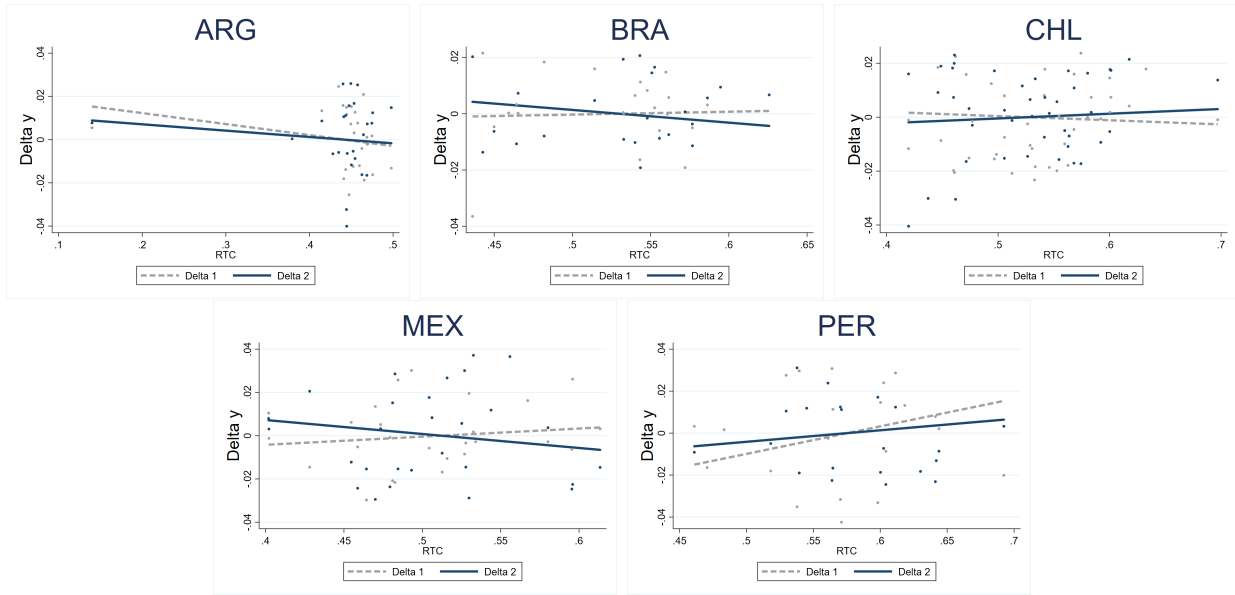 ARG
Delta y
.04
.02
0
-.02
-.04
.1 .2 .3 .4 .5
RTC
Delta 1 Delta 2
BRA
Delta y
.02
0
-.02
-.04
.45 .5 .55 .6 .65
RTC
Delta 1 Delta 2
CHL
Delta y
.02
0
-.02
-.04
.4 .5 .6 .7
RTC
Delta 1 Delta 2
MEX
Delta y
.04
.02
0
-.02
-.04
.4 .45 .5 .55 .6
RTC
Delta 1 Delta 2
PER
Delta y
.04
.02
0
-.02
-.04
.45 .5 .55 .6 .65 .7
RTC
Delta 1 Delta 2